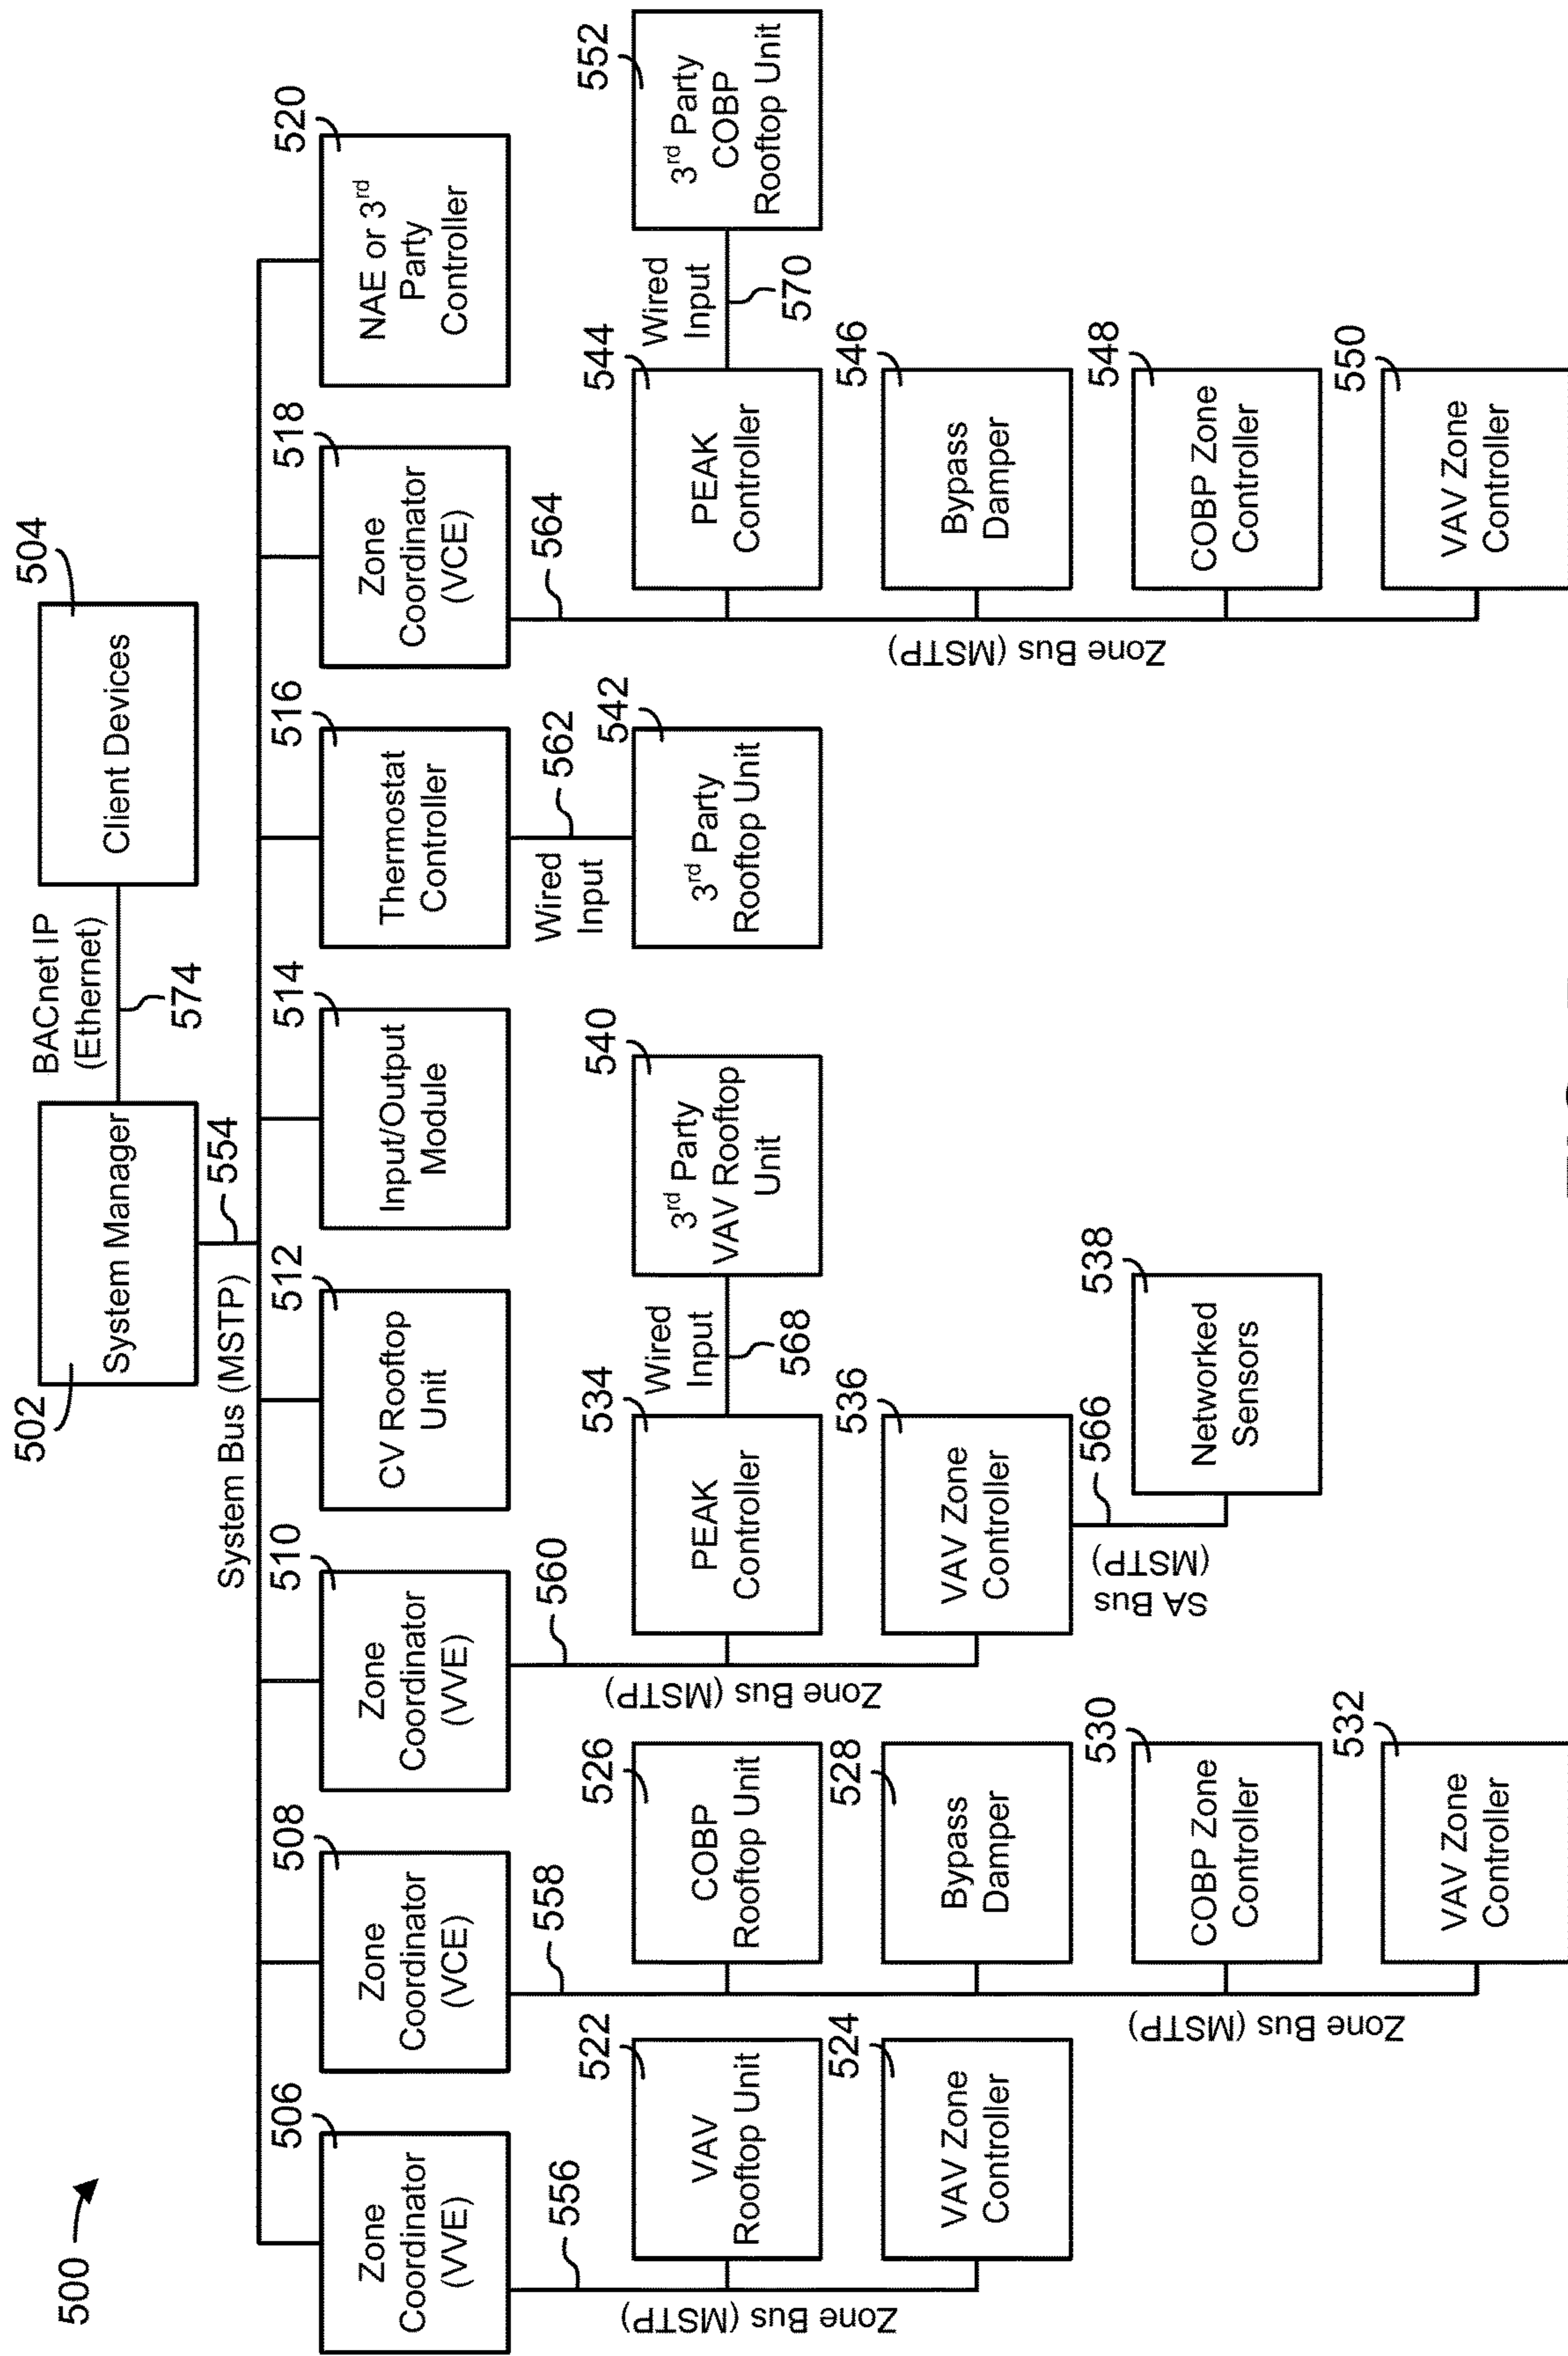 500
502
System Manager
BACnet IP
(Ethernet)
574
504
Client Devices
System Bus (MSTP)
554
506
Zone
Coordinator
(VVE)
508
Zone
Coordinator
(VCE)
510
Zone
Coordinator
(VVE)
512
CV Rooftop
Unit
514
Input/Output
Module
516
Thermostat
Controller
518
Zone
Coordinator
(VCE)
520
NAE or 3rd
Party
Controller
556
Zone Bus (MSTP)
522
VAV
Rooftop Unit
524
VAV Zone
Controller
558
Zone Bus (MSTP)
526
COBP
Rooftop Unit
528
Bypass
Damper
530
COBP Zone
Controller
532
VAV Zone
Controller
560
Zone Bus (MSTP)
534
PEAK
Controller
Wired
Input
568
540
3rd Party
VAV Rooftop
Unit
536
VAV Zone
Controller
566
SA Bus
(MSTP)
538
Networked
Sensors
Wired
Input
562
542
3rd Party
Rooftop Unit
564
Zone Bus (MSTP)
544
PEAK
Controller
Wired
Input
570
552
3rd Party
COBP
Rooftop Unit
546
Bypass
Damper
548
COBP Zone
Controller
550
VAV Zone
Controller